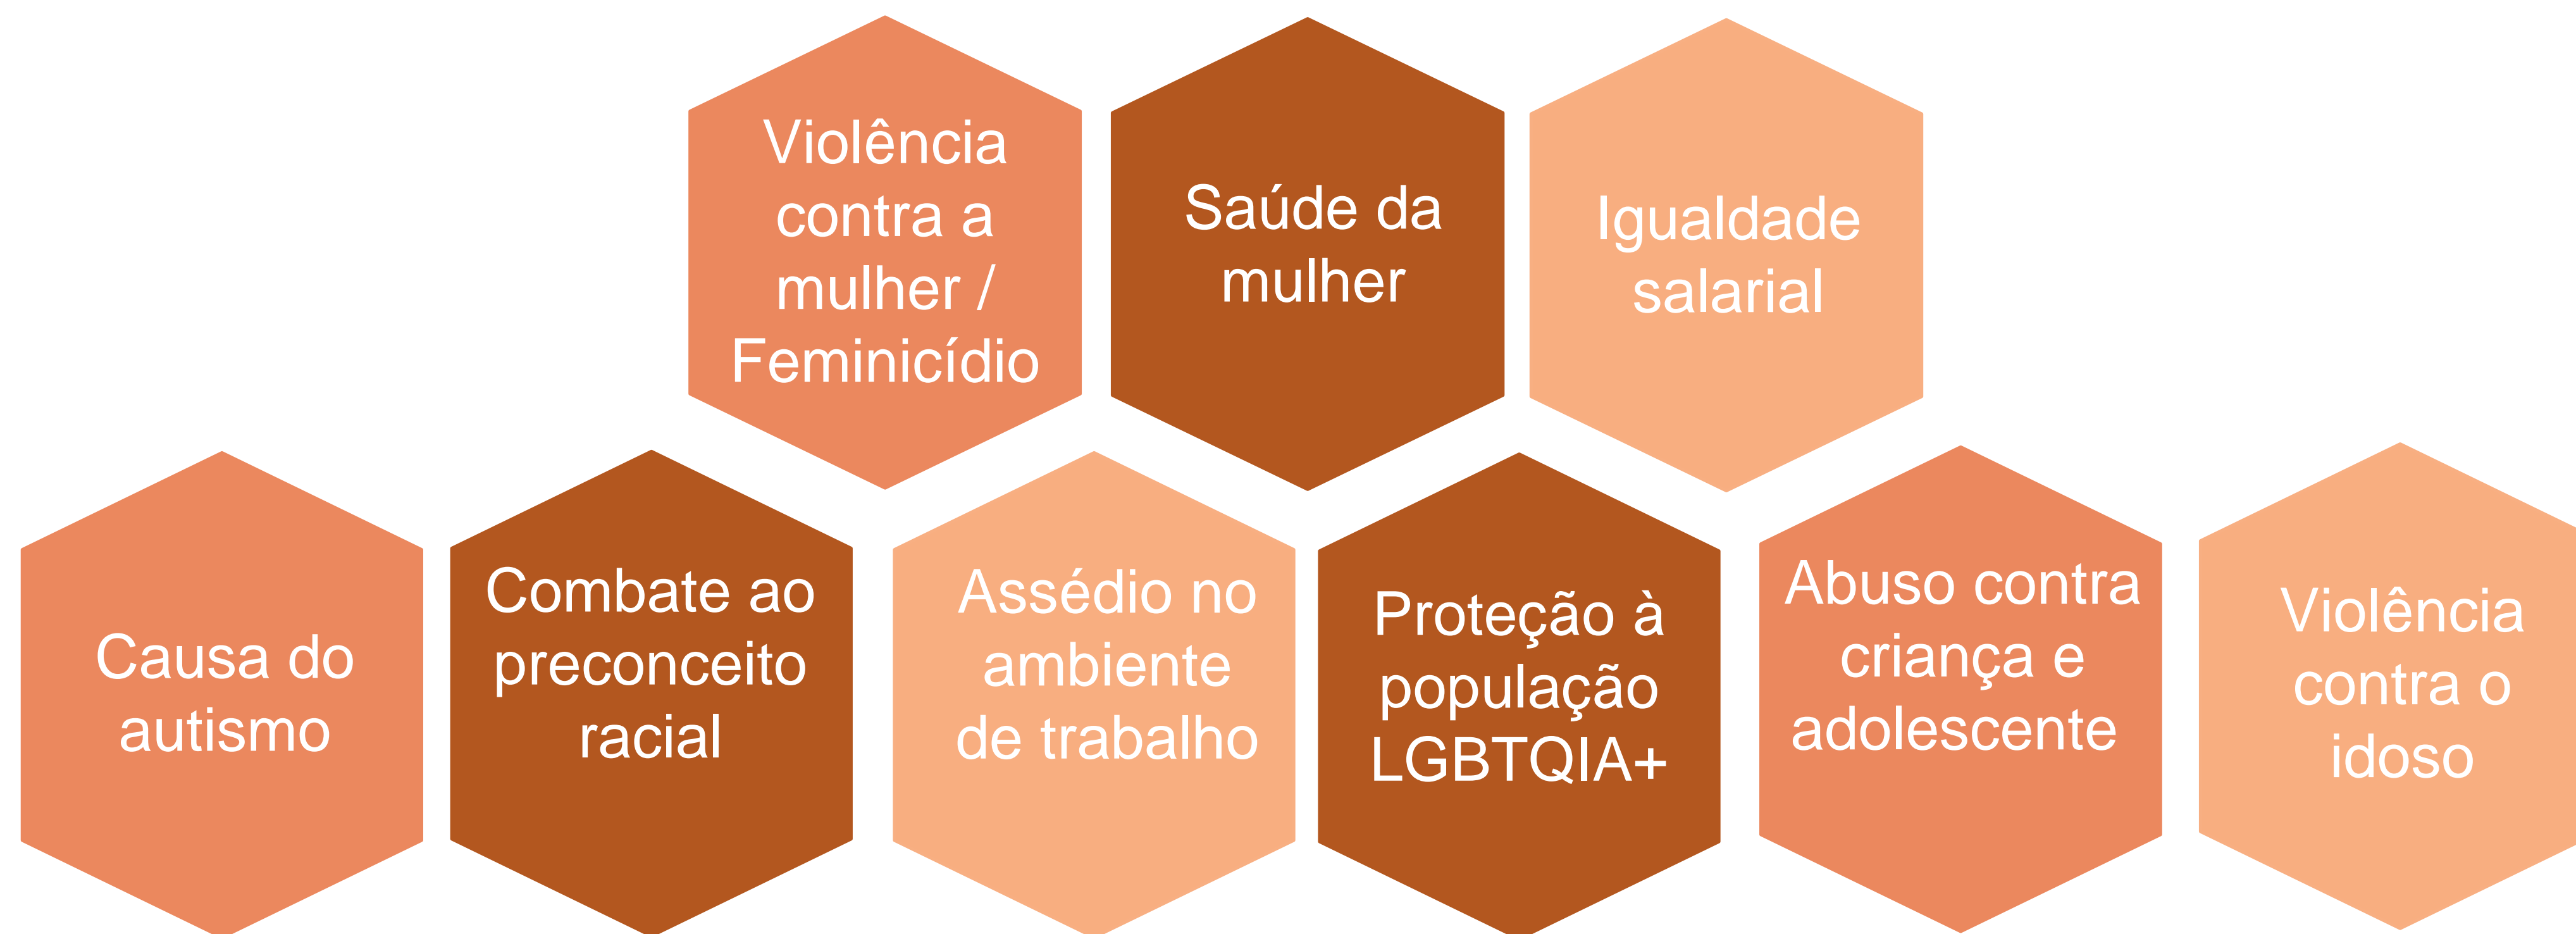 Violência
contra a
mulher /
Feminicídio
Saúde da
mulher
Igualdade
salarial
Causa do
autismo
Combate ao
preconceito
racial
Assédio no
ambiente
de trabalho
Proteção à
população
LGBTQIA+
Abuso contra
criança e
adolescente
Violência
contra o
idoso